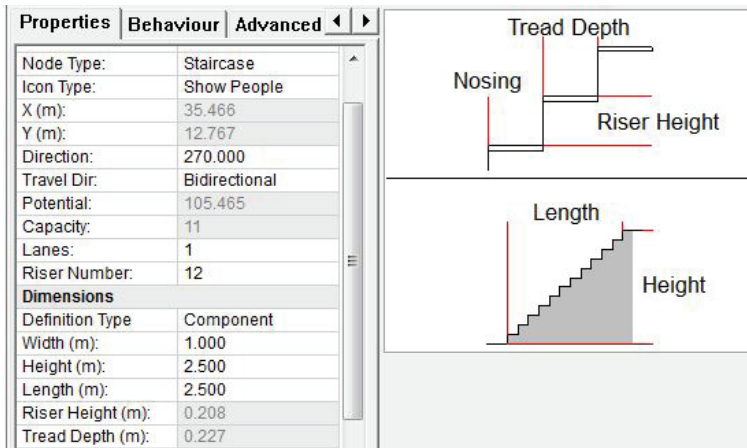 Properties Behaviour Advanced
Node Type: Staircase
Icon Type: Show People
X (m): 35.466
Y (m): 12.767
Direction: 270.000
Travel Dir: Bidirectional
Potential: 105.465
Capacity: 11
Lanes: 1
Riser Number: 12
Dimensions
Definition Type Component
Width (m): 1.000
Height (m): 2.500
Length (m): 2.500
Riser Height (m): 0.208
Tread Depth (m): 0.227
Tread Depth
Nosing
Riser Height
Length
Height